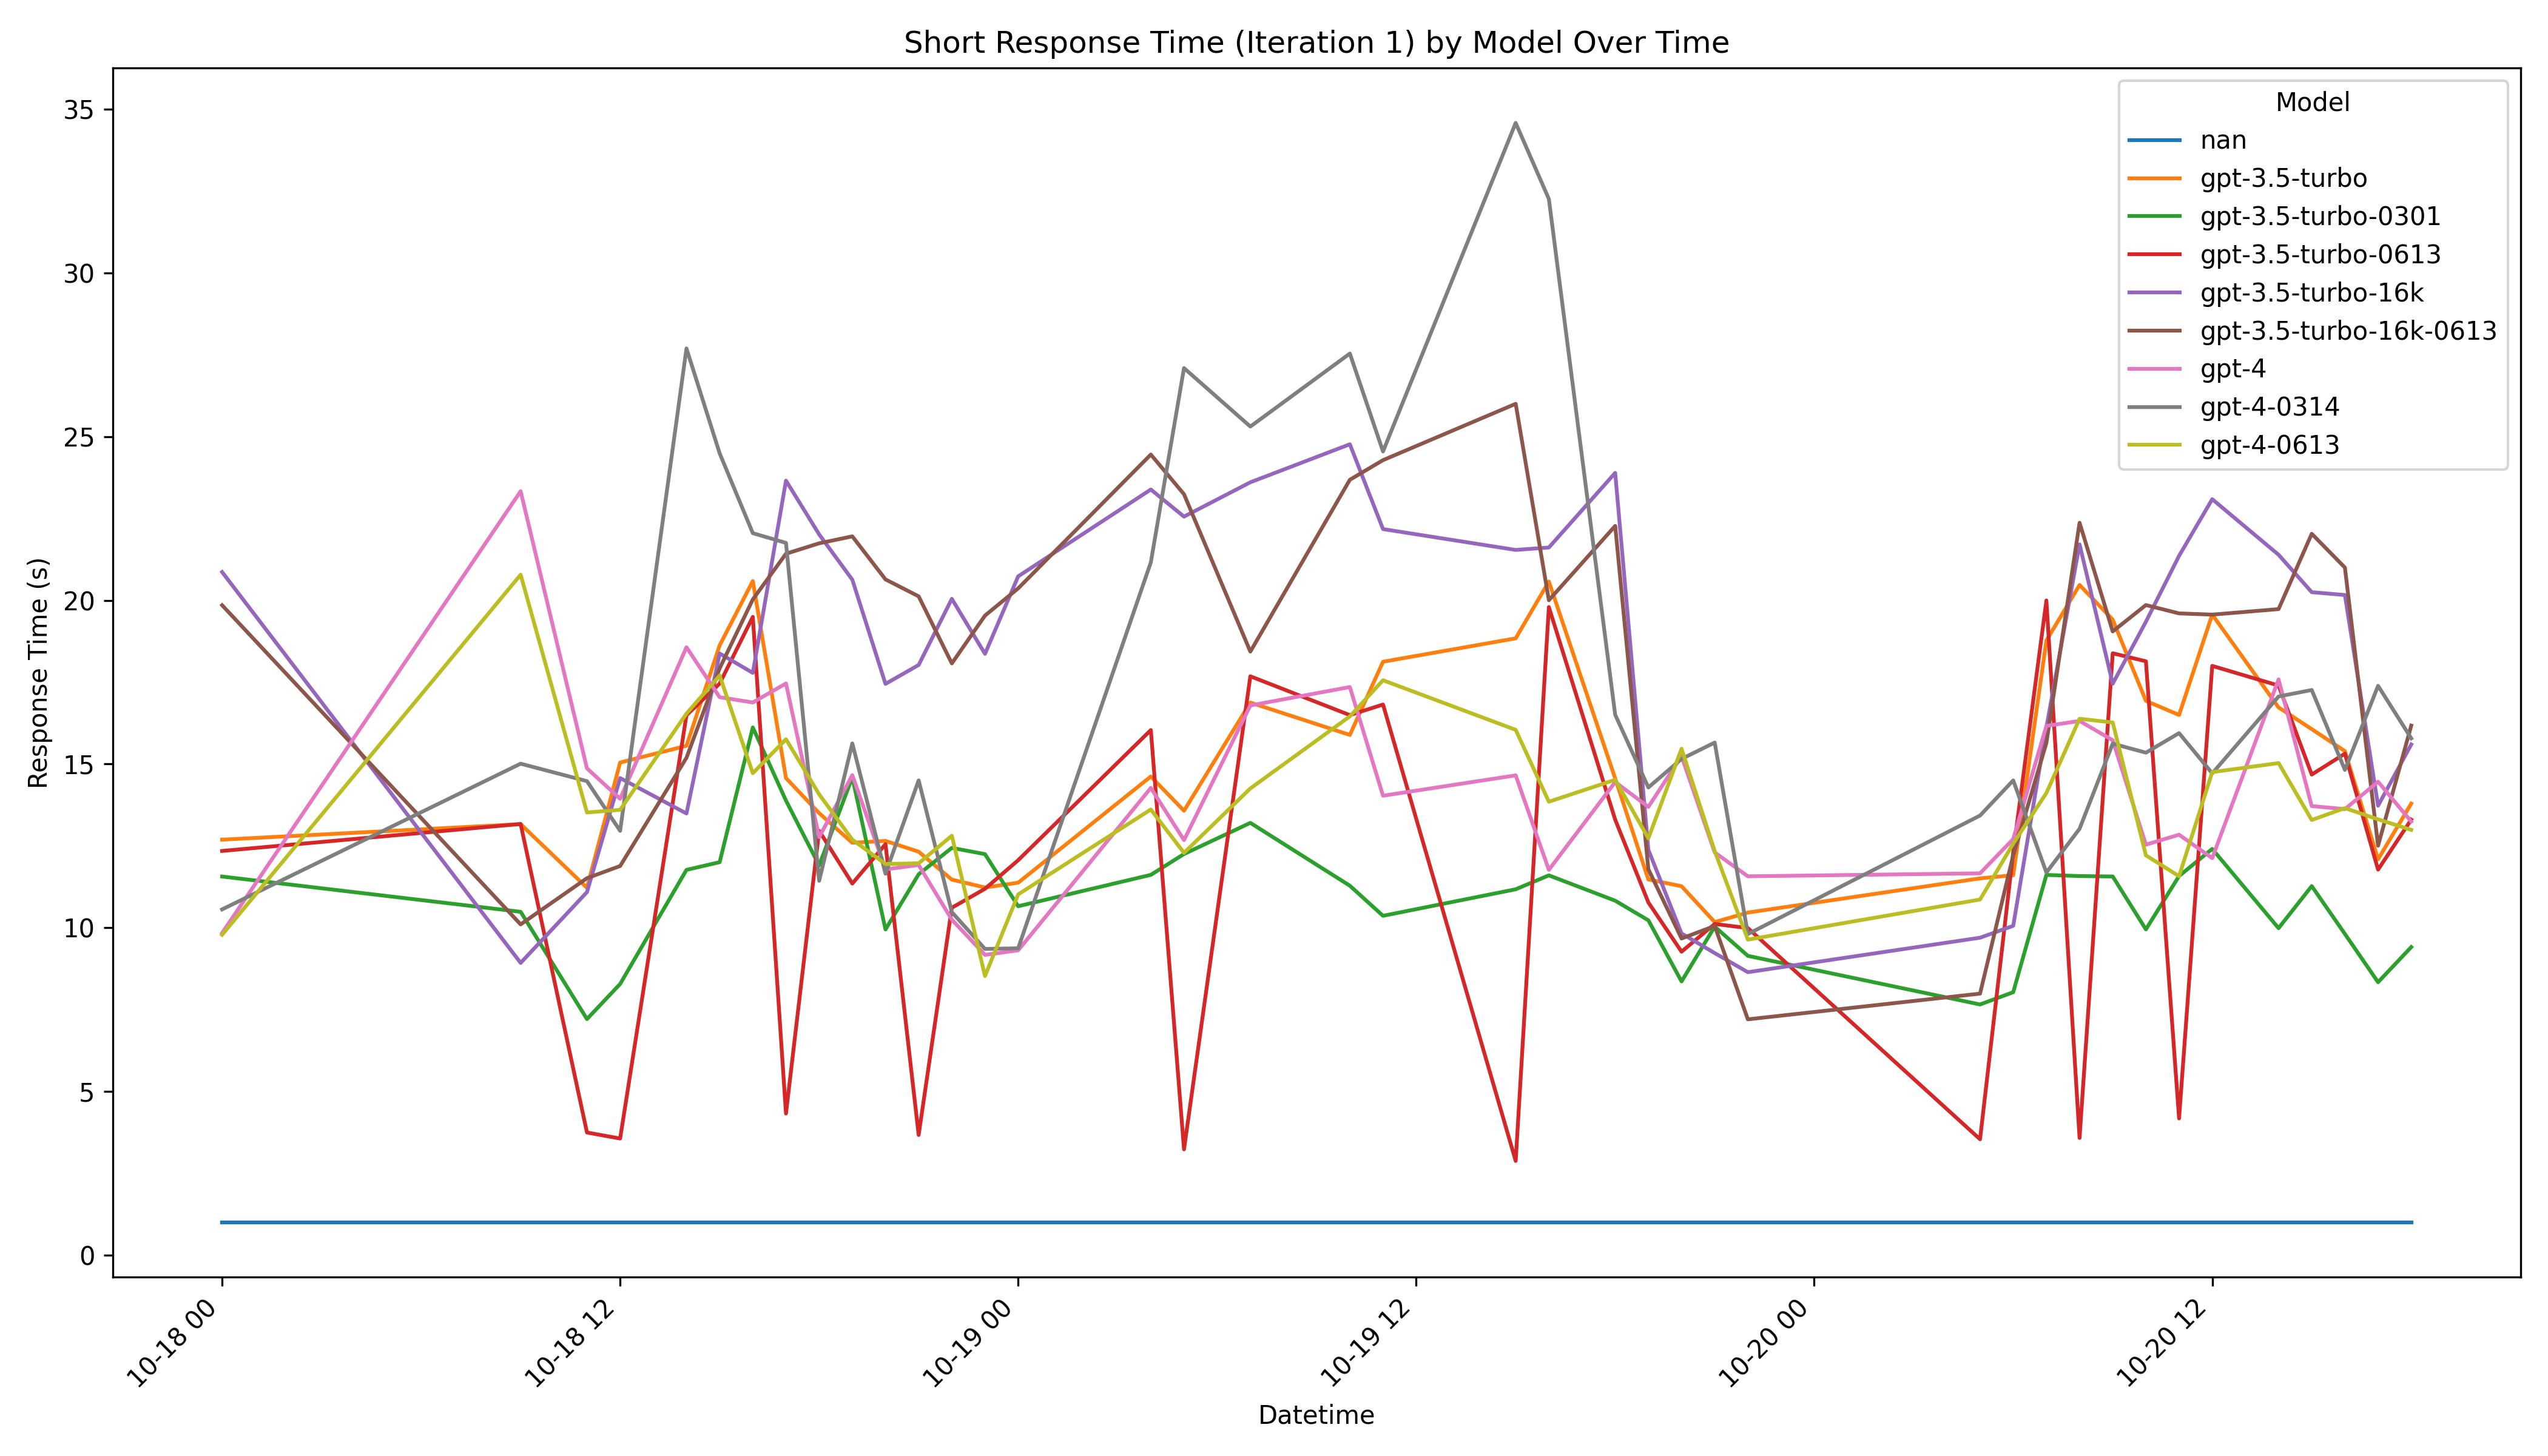 Short Response Time (Iteration 1) by Model Over Time
Response Time (s)
35
30
25
20
15
10
5
0
Model
nan
gpt-3.5-turbo
gpt-3.5-turbo-0301
gpt-3.5-turbo-0613
gpt-3.5-turbo-16k
gpt-3.5-turbo-16k-0613
gpt-4
gpt-4-0314
gpt-4-0613
10-18 00
10-18 12
10-19 00
10-19 12
10-20 00
10-20 12
Datetime